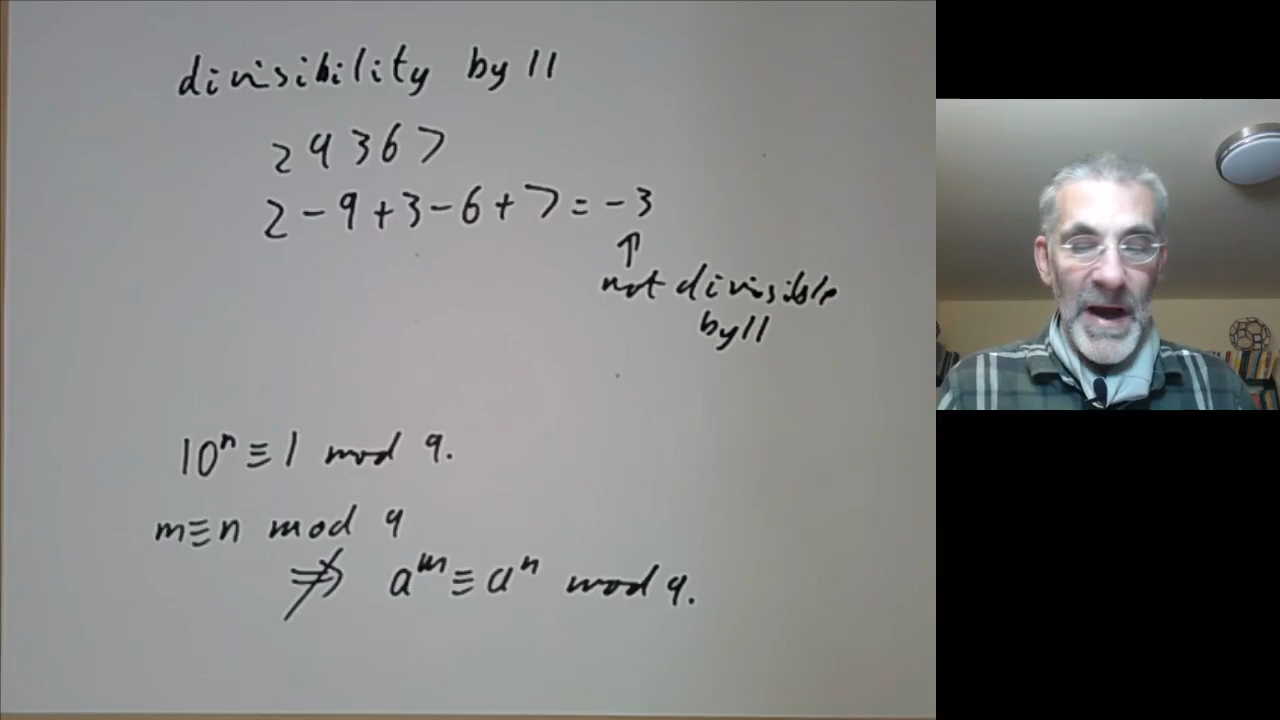 divisibility by 11
29367
2-9+3-6+7=-3
↑
not divisible
by 11
10ⁿ≡1 mod 9.
m≡n mod 9
⇏ aᵐ≡aⁿ mod 9.